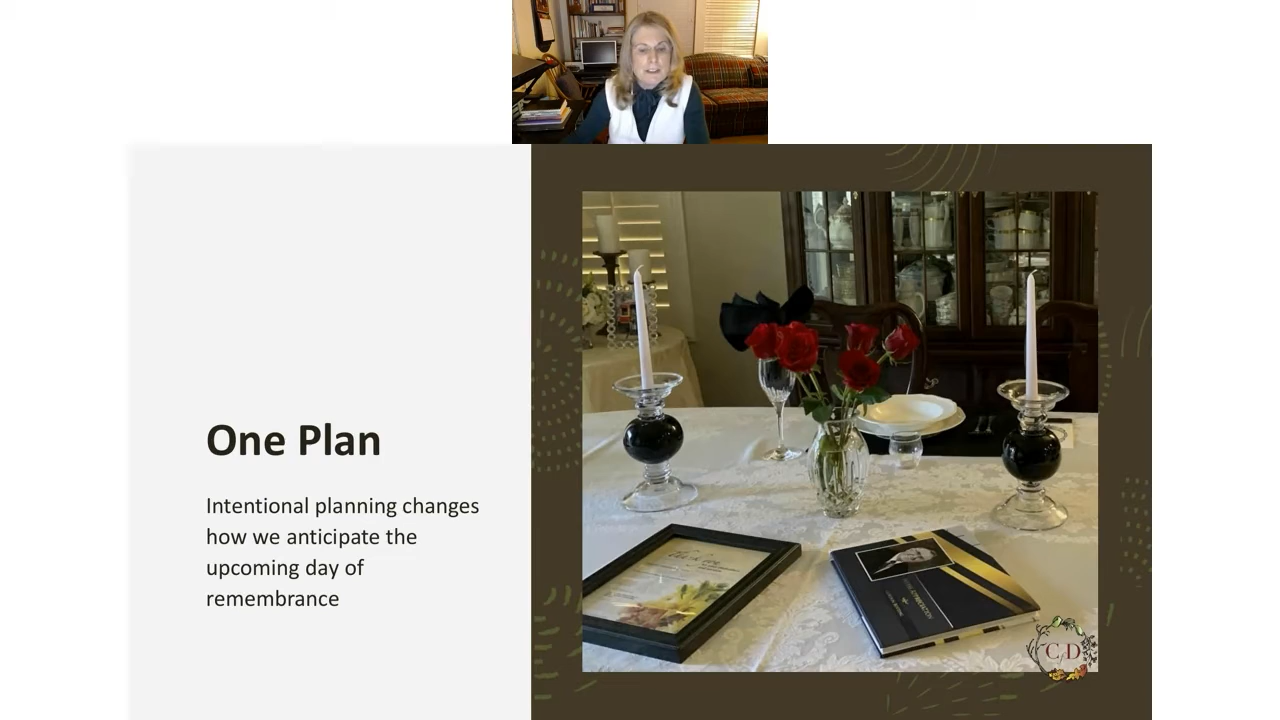 One Plan
Intentional planning changes
how we anticipate the
upcoming day of
remembrance
C D